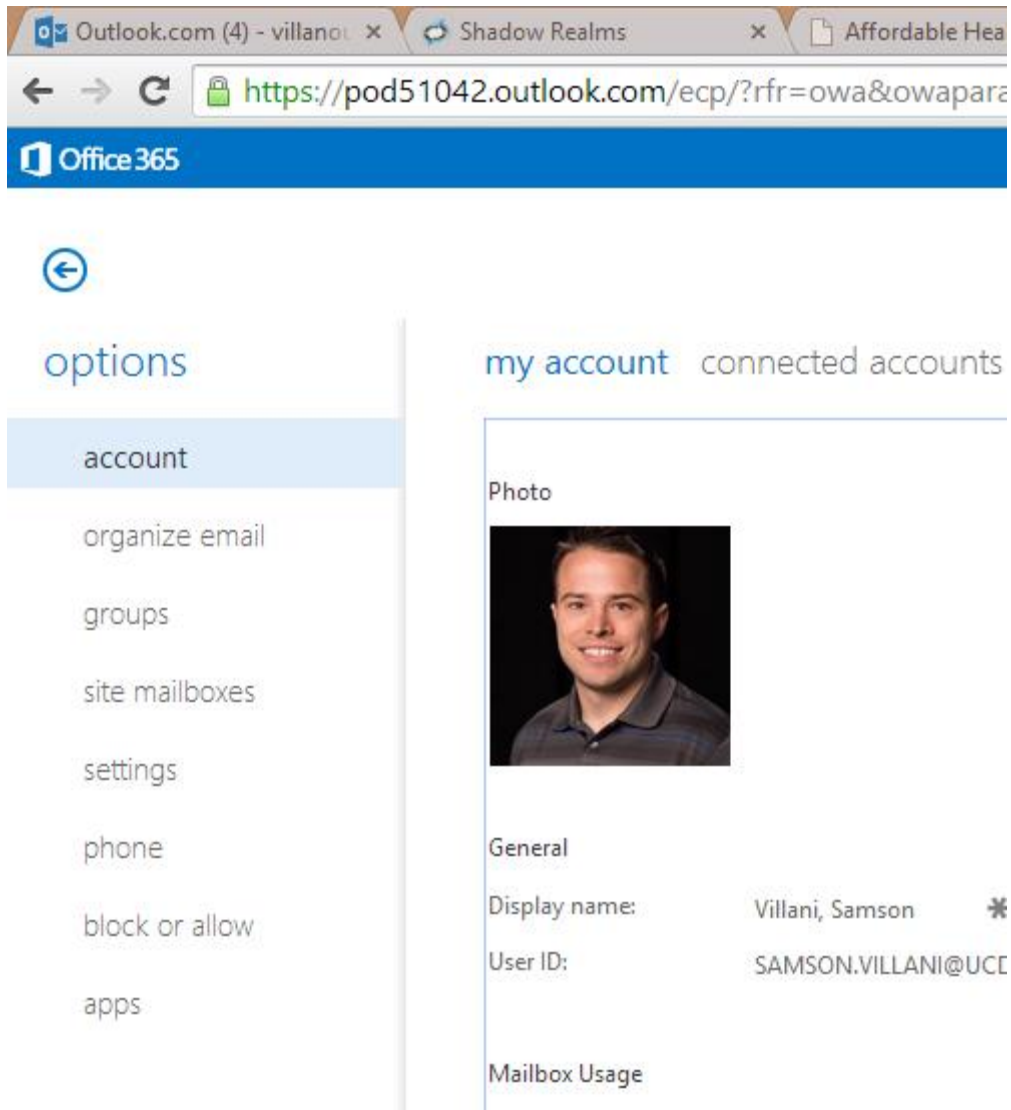 Outlook.com (4) - villanou Shadow Realms Affordable Hea
https://pod51042.outlook.com/ecp/?rfr=owa&owapara
Office 365
options
my account connected accounts
account
organize email
groups
site mailboxes
settings
phone
block or allow
apps
Photo
General
Display name: Villani, Samson
User ID: SAMSON.VILLANI@UCD
Mailbox Usage